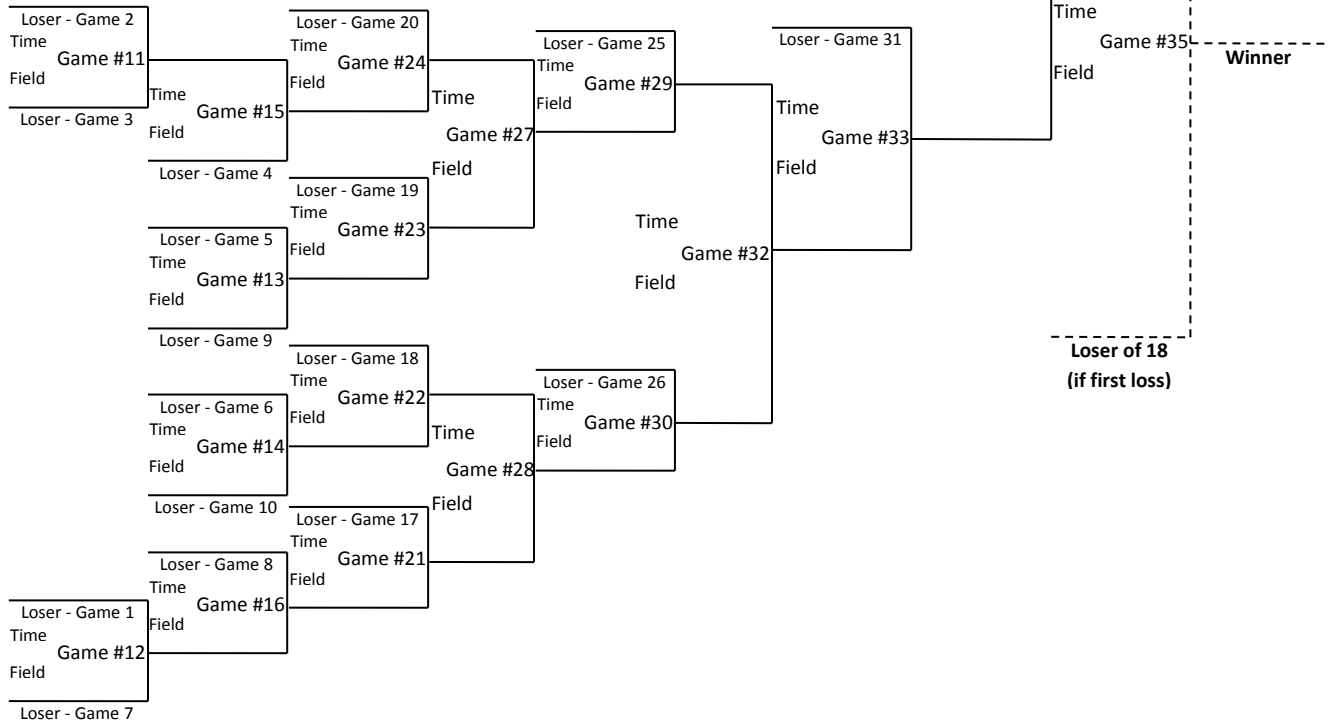 Time
Game #35
Field
Winner
Loser - Game 2
Time
Game #11
Field
Loser - Game 3
Loser - Game 20
Time
Game #24
Field
Time
Game #15
Field
Loser - Game 4
Loser - Game 25
Time
Game #29
Field
Loser - Game 31
Time
Game #33
Field
Time
Game #27
Field
Loser - Game 19
Time
Game #23
Field
Loser - Game 5
Time
Game #13
Field
Loser - Game 9
Time
Game #32
Field
Loser of 18
(if first loss)
Loser - Game 18
Time
Game #22
Field
Loser - Game 6
Time
Game #14
Field
Loser - Game 10
Loser - Game 26
Time
Game #30
Field
Time
Game #28
Field
Loser - Game 17
Time
Game #21
Field
Loser - Game 8
Time
Game #16
Field
Loser - Game 1
Time
Game #12
Field
Loser - Game 7